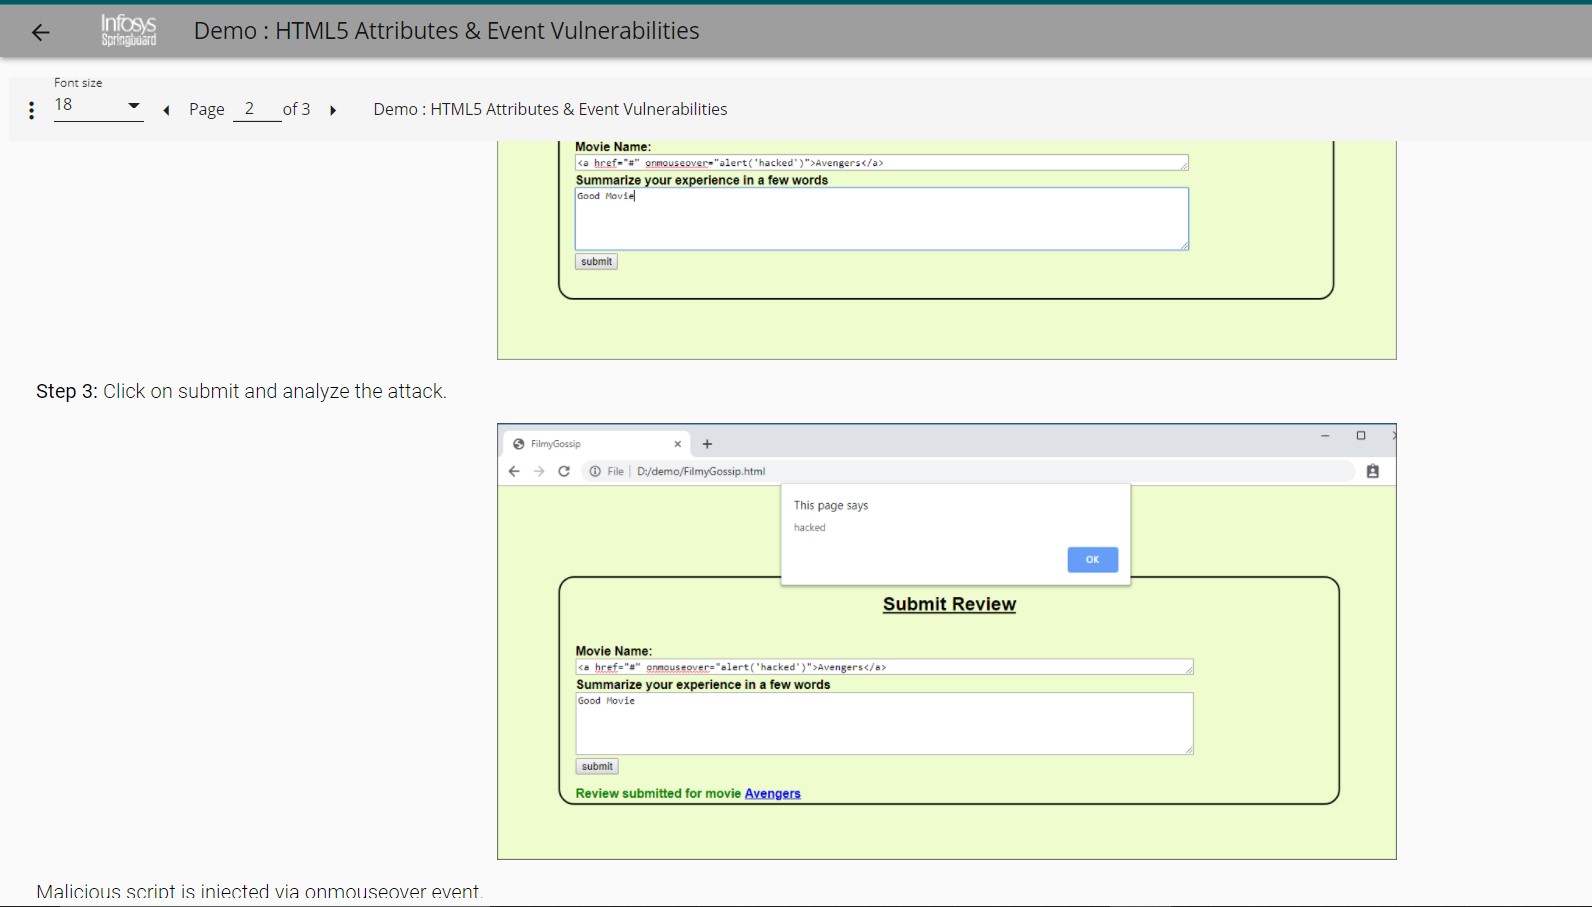 Infosys
Springboard
Demo : HTML5 Attributes & Event Vulnerabilities
Font size
18
Page 2 of 3
Demo : HTML5 Attributes & Event Vulnerabilities
Movie Name:
<a href="#" onmouseover="alert('hacked')">Avengers</a>
Summarize your experience in a few words
Good Movie
submit
Step 3: Click on submit and analyze the attack.
FilmyGossip
File | D:/demo/FilmyGossip.html
This page says
hacked
OK
Submit Review
Movie Name:
<a href="#" onmouseover="alert('hacked')">Avengers</a>
Summarize your experience in a few words
Good Movie
submit
Review submitted for movie Avengers
Malicious script is injected via onmouseover event.